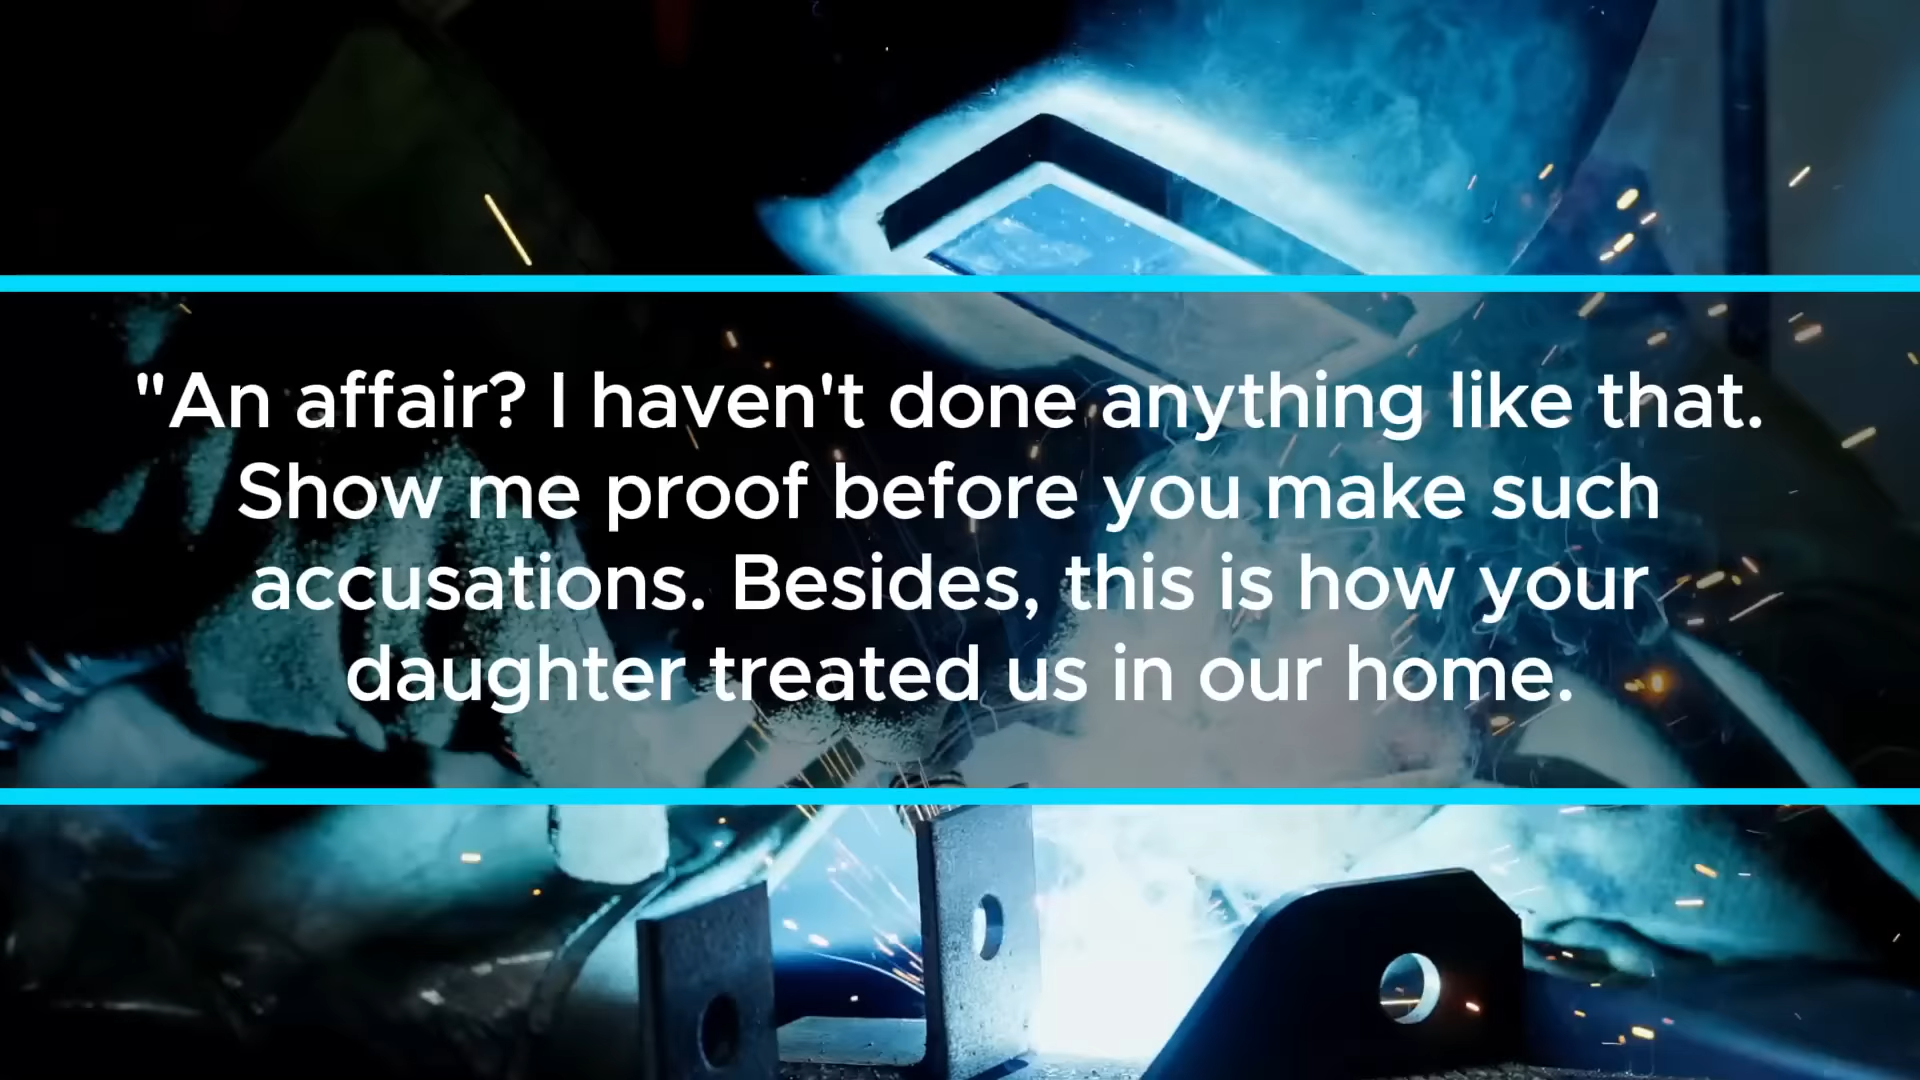 "An affair? I haven't done anything like that.
Show me proof before you make such
accusations. Besides, this is how your
daughter treated us in our home.